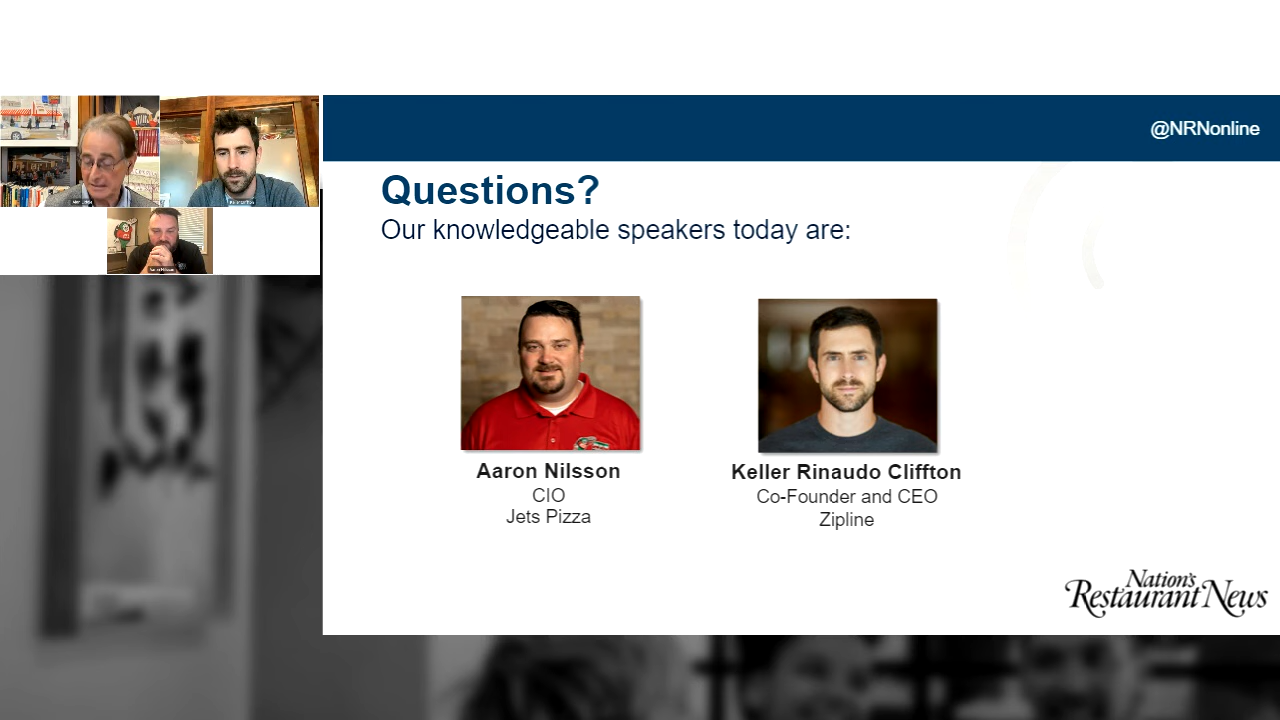 @NRNonline
Questions?
Our knowledgeable speakers today are:
Aaron Nilsson
CIO
Jets Pizza
Keller Rinaudo Cliffton
Co-Founder and CEO
Zipline
Nation's
Restaurant News